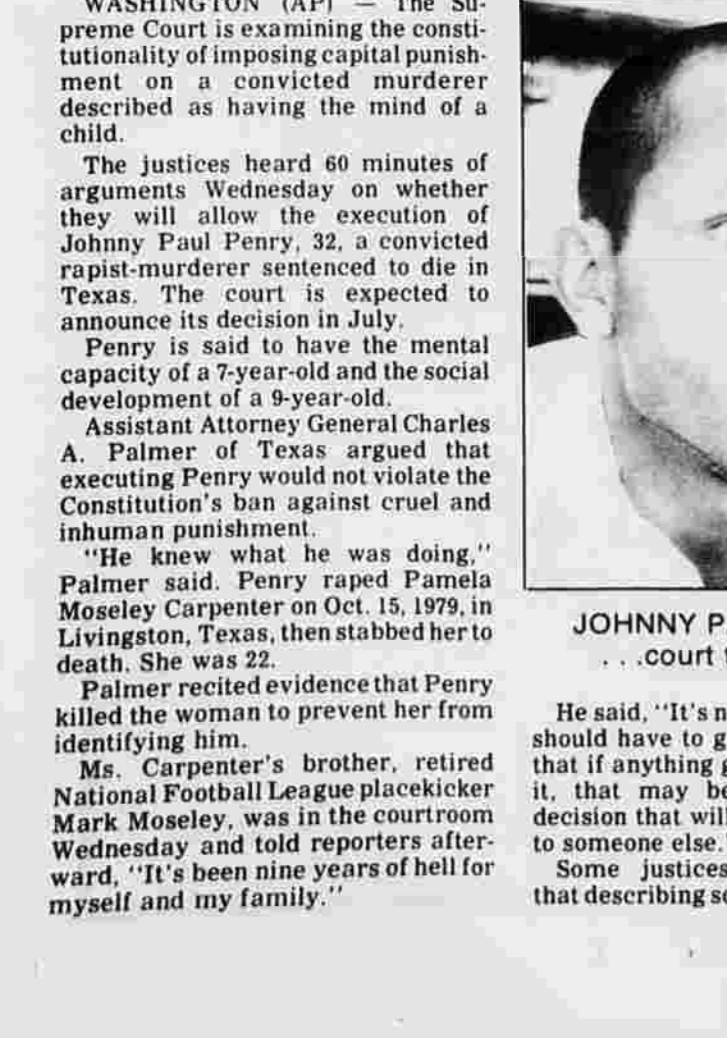 WASHINGTON (AP) — The Su-
preme Court is examining the consti-
tutionality of imposing capital punish-
ment on a convicted murderer
described as having the mind of a
child.
The justices heard 60 minutes of
arguments Wednesday on whether
they will allow the execution of
Johnny Paul Penry, 32, a convicted
rapist-murderer sentenced to die in
Texas. The court is expected to
announce its decision in July.
Penry is said to have the mental
capacity of a 7-year-old and the social
development of a 9-year-old.
Assistant Attorney General Charles
A. Palmer of Texas argued that
executing Penry would not violate the
Constitution's ban against cruel and
inhuman punishment.
"He knew what he was doing,"
Palmer said. Penry raped Pamela
Moseley Carpenter on Oct. 15, 1979, in
Livingston, Texas, then stabbed her to
death. She was 22.
Palmer recited evidence that Penry
killed the woman to prevent her from
identifying him.
Ms. Carpenter's brother, retired
National Football League placekicker
Mark Moseley, was in the courtroom
Wednesday and told reporters after-
ward, "It's been nine years of hell for
myself and my family."
JOHNNY P
. . .court
He said, "It's n
should have to g
that if anything
it, that may be
decision that will
to someone else.
Some justices
that describing s